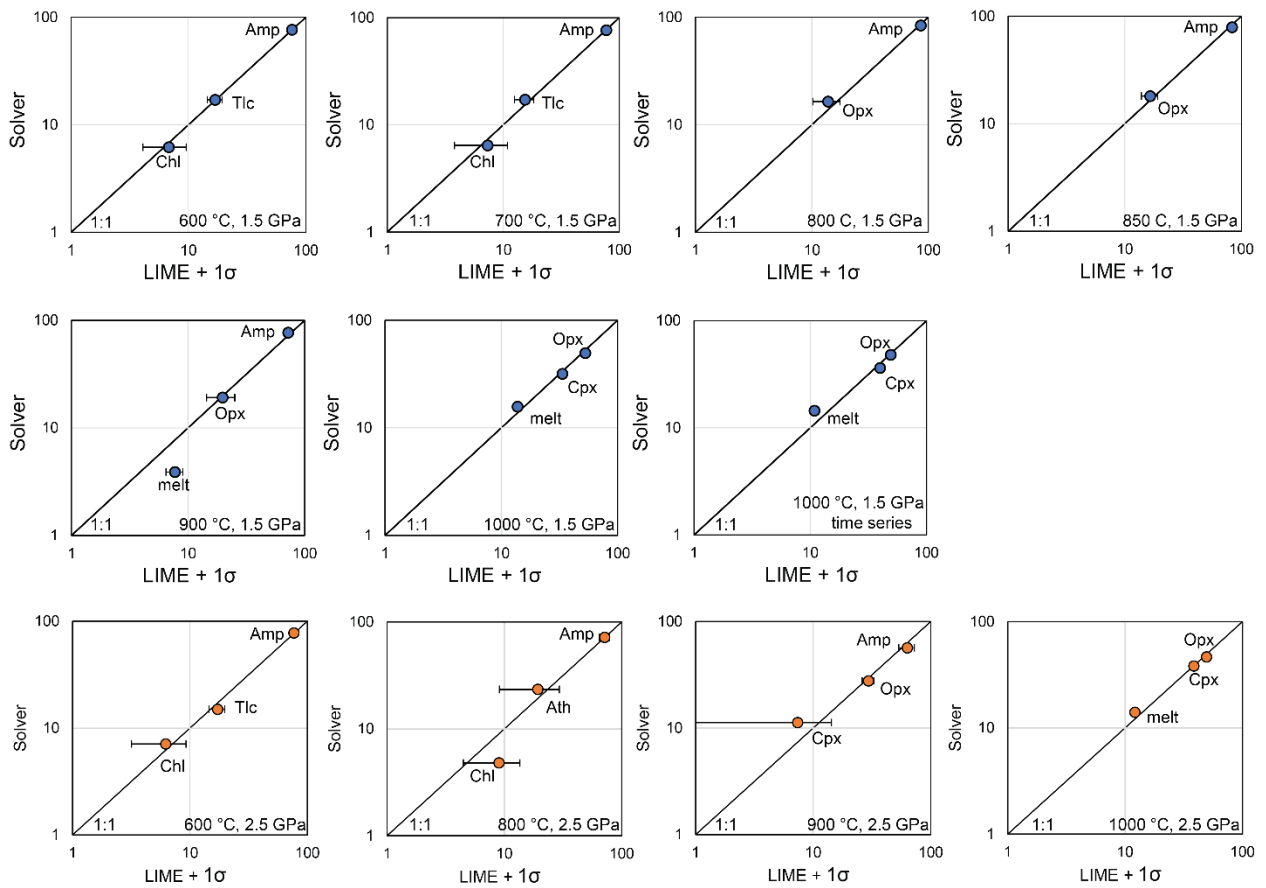 100
Amp
Tlc
10
Chl
1:1
600 °C, 1.5 GPa
1
1
10
100
Solver
LIME + 1σ
100
Amp
Tlc
10
Chl
1:1
700 °C, 1.5 GPa
1
1
10
100
Solver
LIME + 1σ
100
Amp
Opx
10
1:1
800 C, 1.5 GPa
1
1
10
100
Solver
LIME + 1σ
100
Amp
Opx
10
1:1
850 C, 1.5 GPa
1
1
10
100
Solver
LIME + 1σ
100
Amp
Opx
10
melt
1:1
900 °C, 1.5 GPa
1
1
10
100
Solver
LIME + 1σ
100
Opx
Cpx
melt
10
1:1
1000 °C, 1.5 GPa
1
1
10
100
Solver
LIME + 1σ
100
Opx
Cpx
melt
10
1000 °C, 1.5 GPa
1:1
time series
1
1
10
100
Solver
LIME + 1σ
100
Amp
Tlc
10
Chl
1:1
600 °C, 2.5 GPa
1
1
10
100
Solver
LIME + 1σ
100
Amp
Ath
10
Chl
1:1
800 °C, 2.5 GPa
1
1
10
100
Solver
LIME + 1σ
100
Amp
Opx
Cpx
10
1:1
900 °C, 2.5 GPa
1
1
10
100
Solver
LIME + 1σ
100
Opx
Cpx
melt
10
1:1
1000 °C, 2.5 GPa
1
1
10
100
Solver
LIME + 1σ